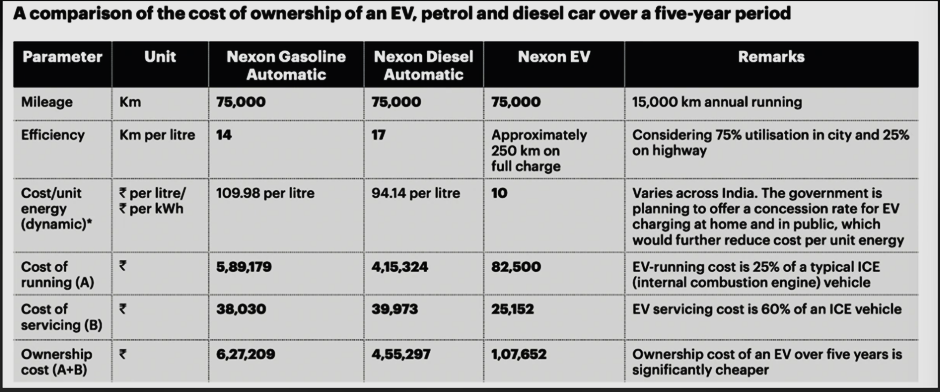 A comparison of the cost of ownership of an EV, petrol and diesel car over a five-year period
Parameter Unit Nexon Gasoline Automatic Nexon Diesel Automatic Nexon EV Remarks
Mileage Km 75,000 75,000 75,000 15,000 km annual running
Efficiency Km per litre 14 17 Approximately 250 km on full charge Considering 75% utilisation in city and 25% on highway
Cost/unit energy (dynamic)* ₹ per litre/ ₹ per kWh 109.98 per litre 94.14 per litre 10 Varies across India. The government is planning to offer a concession rate for EV charging at home and in public, which would further reduce cost per unit energy
Cost of running (A) ₹ 5,89,179 4,15,324 82,500 EV-running cost is 25% of a typical ICE (internal combustion engine) vehicle
Cost of servicing (B) ₹ 38,030 39,973 25,152 EV servicing cost is 60% of an ICE vehicle
Ownership cost (A+B) ₹ 6,27,209 4,55,297 1,07,652 Ownership cost of an EV over five years is significantly cheaper